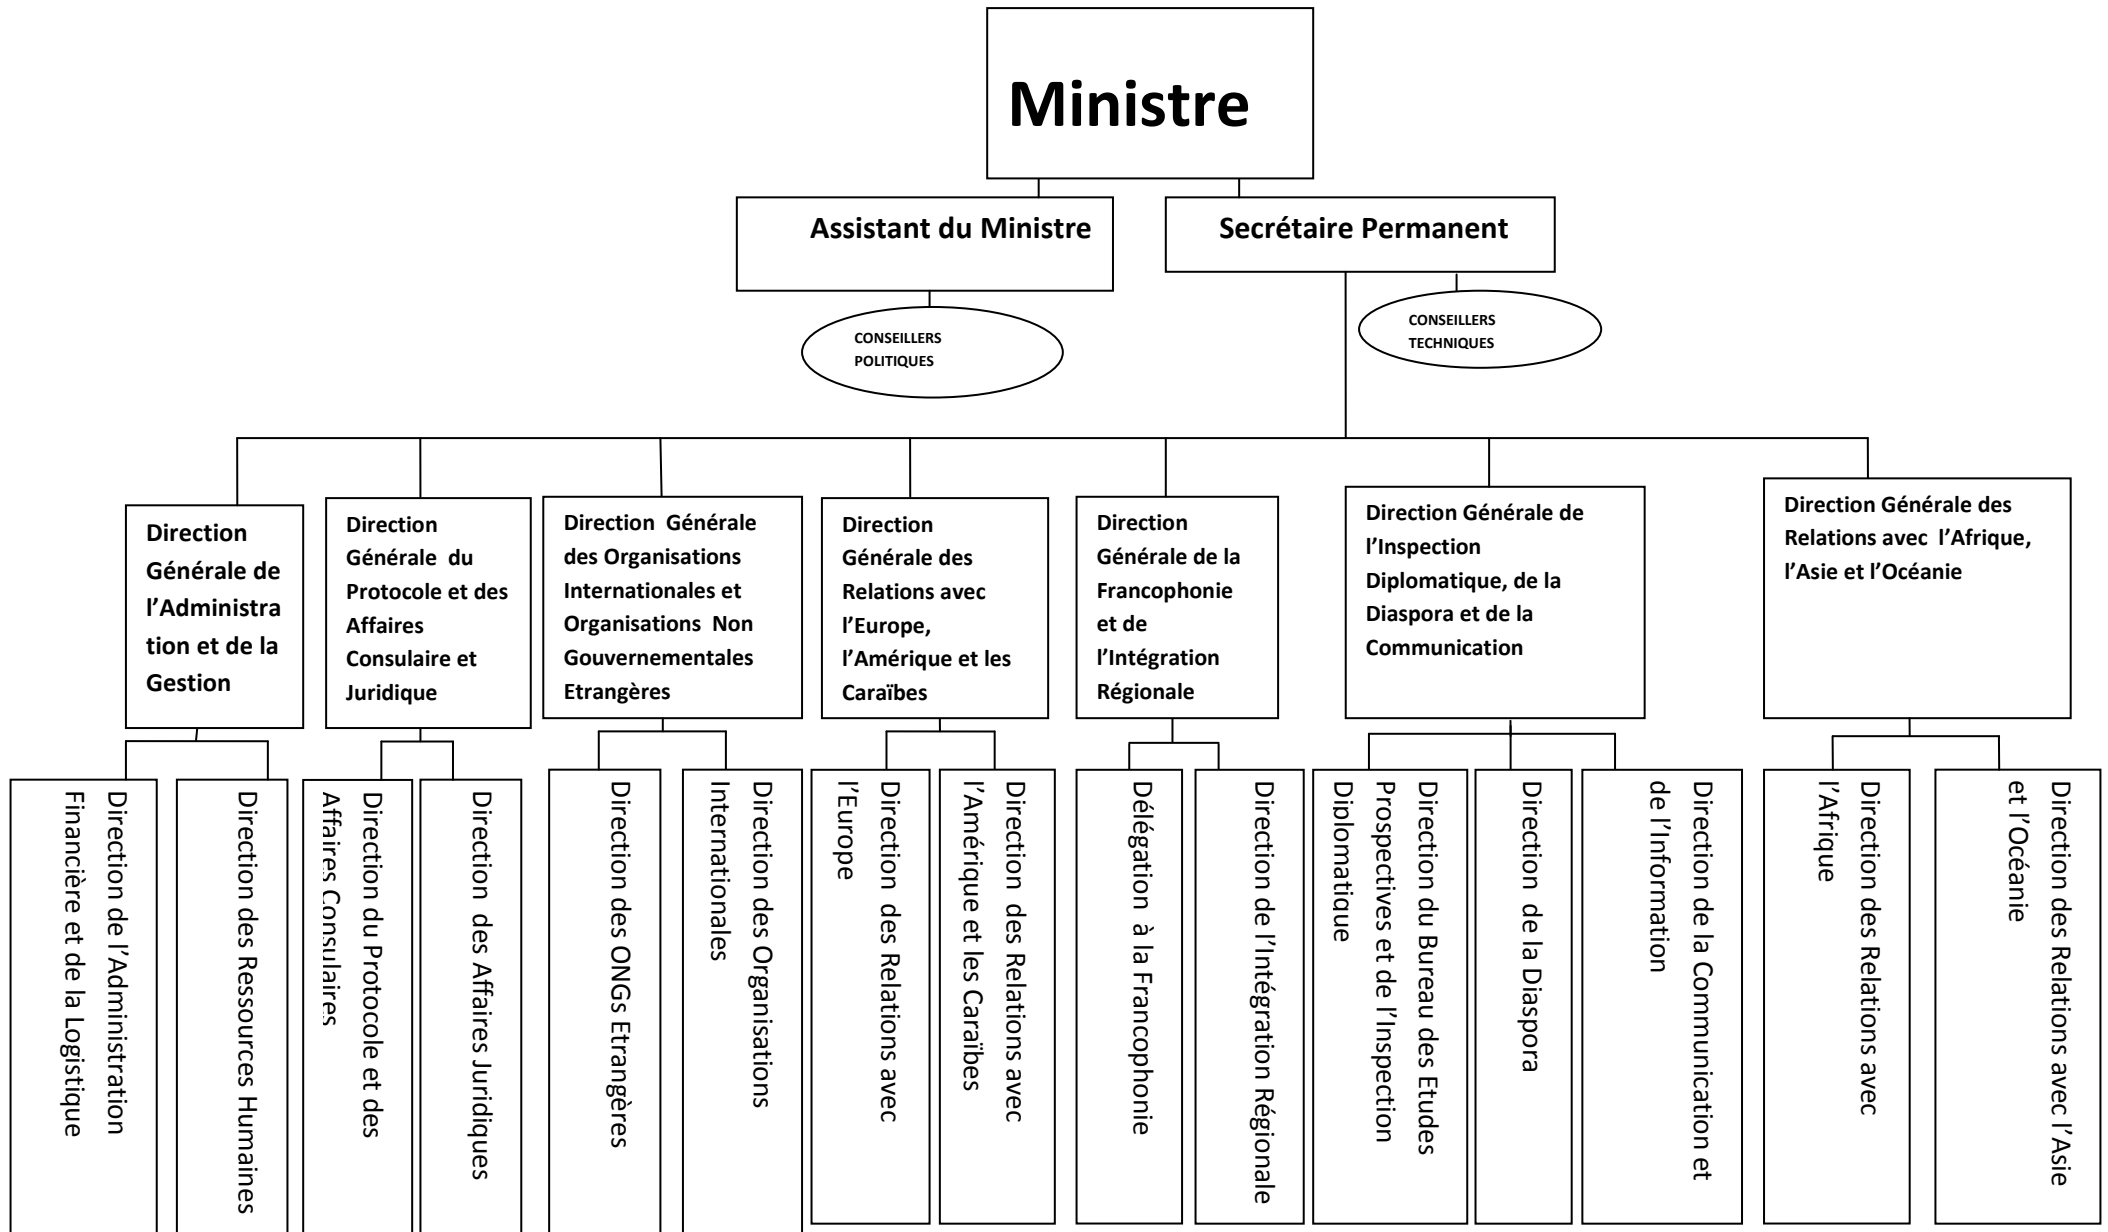 Ministre
Assistant du Ministre
Secrétaire Permanent
CONSEILLERS
POLITIQUES
CONSEILLERS
TECHNIQUES
Direction
Générale de
l’Administra
tion et de la
Gestion
Direction
Générale du
Protocole et des
Affaires
Consulaire et
Juridique
Direction Générale
des Organisations
Internationales et
Organisations Non
Gouvernementales
Etrangères
Direction
Générale des
Relations avec
l’Europe,
l’Amérique et les
Caraïbes
Direction
Générale de la
Francophonie
et de
l’Intégration
Régionale
Direction Générale de
l’Inspection
Diplomatique, de la
Diaspora et de la
Communication
Direction Générale des
Relations avec l’Afrique,
l’Asie et l’Océanie
Direction de l’Administration
Financière et de la Logistique
Direction des Ressources Humaines
Direction du Protocole et des
Affaires Consulaires
Direction des Affaires Juridiques
Direction des ONGs Etrangères
Direction des Organisations
Internationales
Direction des Relations avec
l’Europe
Direction des Relations avec
l’Amérique et les Caraïbes
Délégation à la Francophonie
Direction de l’Intégration Régionale
Direction du Bureau des Etudes
Prospectives et de l’Inspection
Diplomatique
Direction de la Diaspora
Direction de la Communication et
de l’Information
Direction des Relations avec
l’Afrique
Direction des Relations avec l’Asie
et l’Océanie